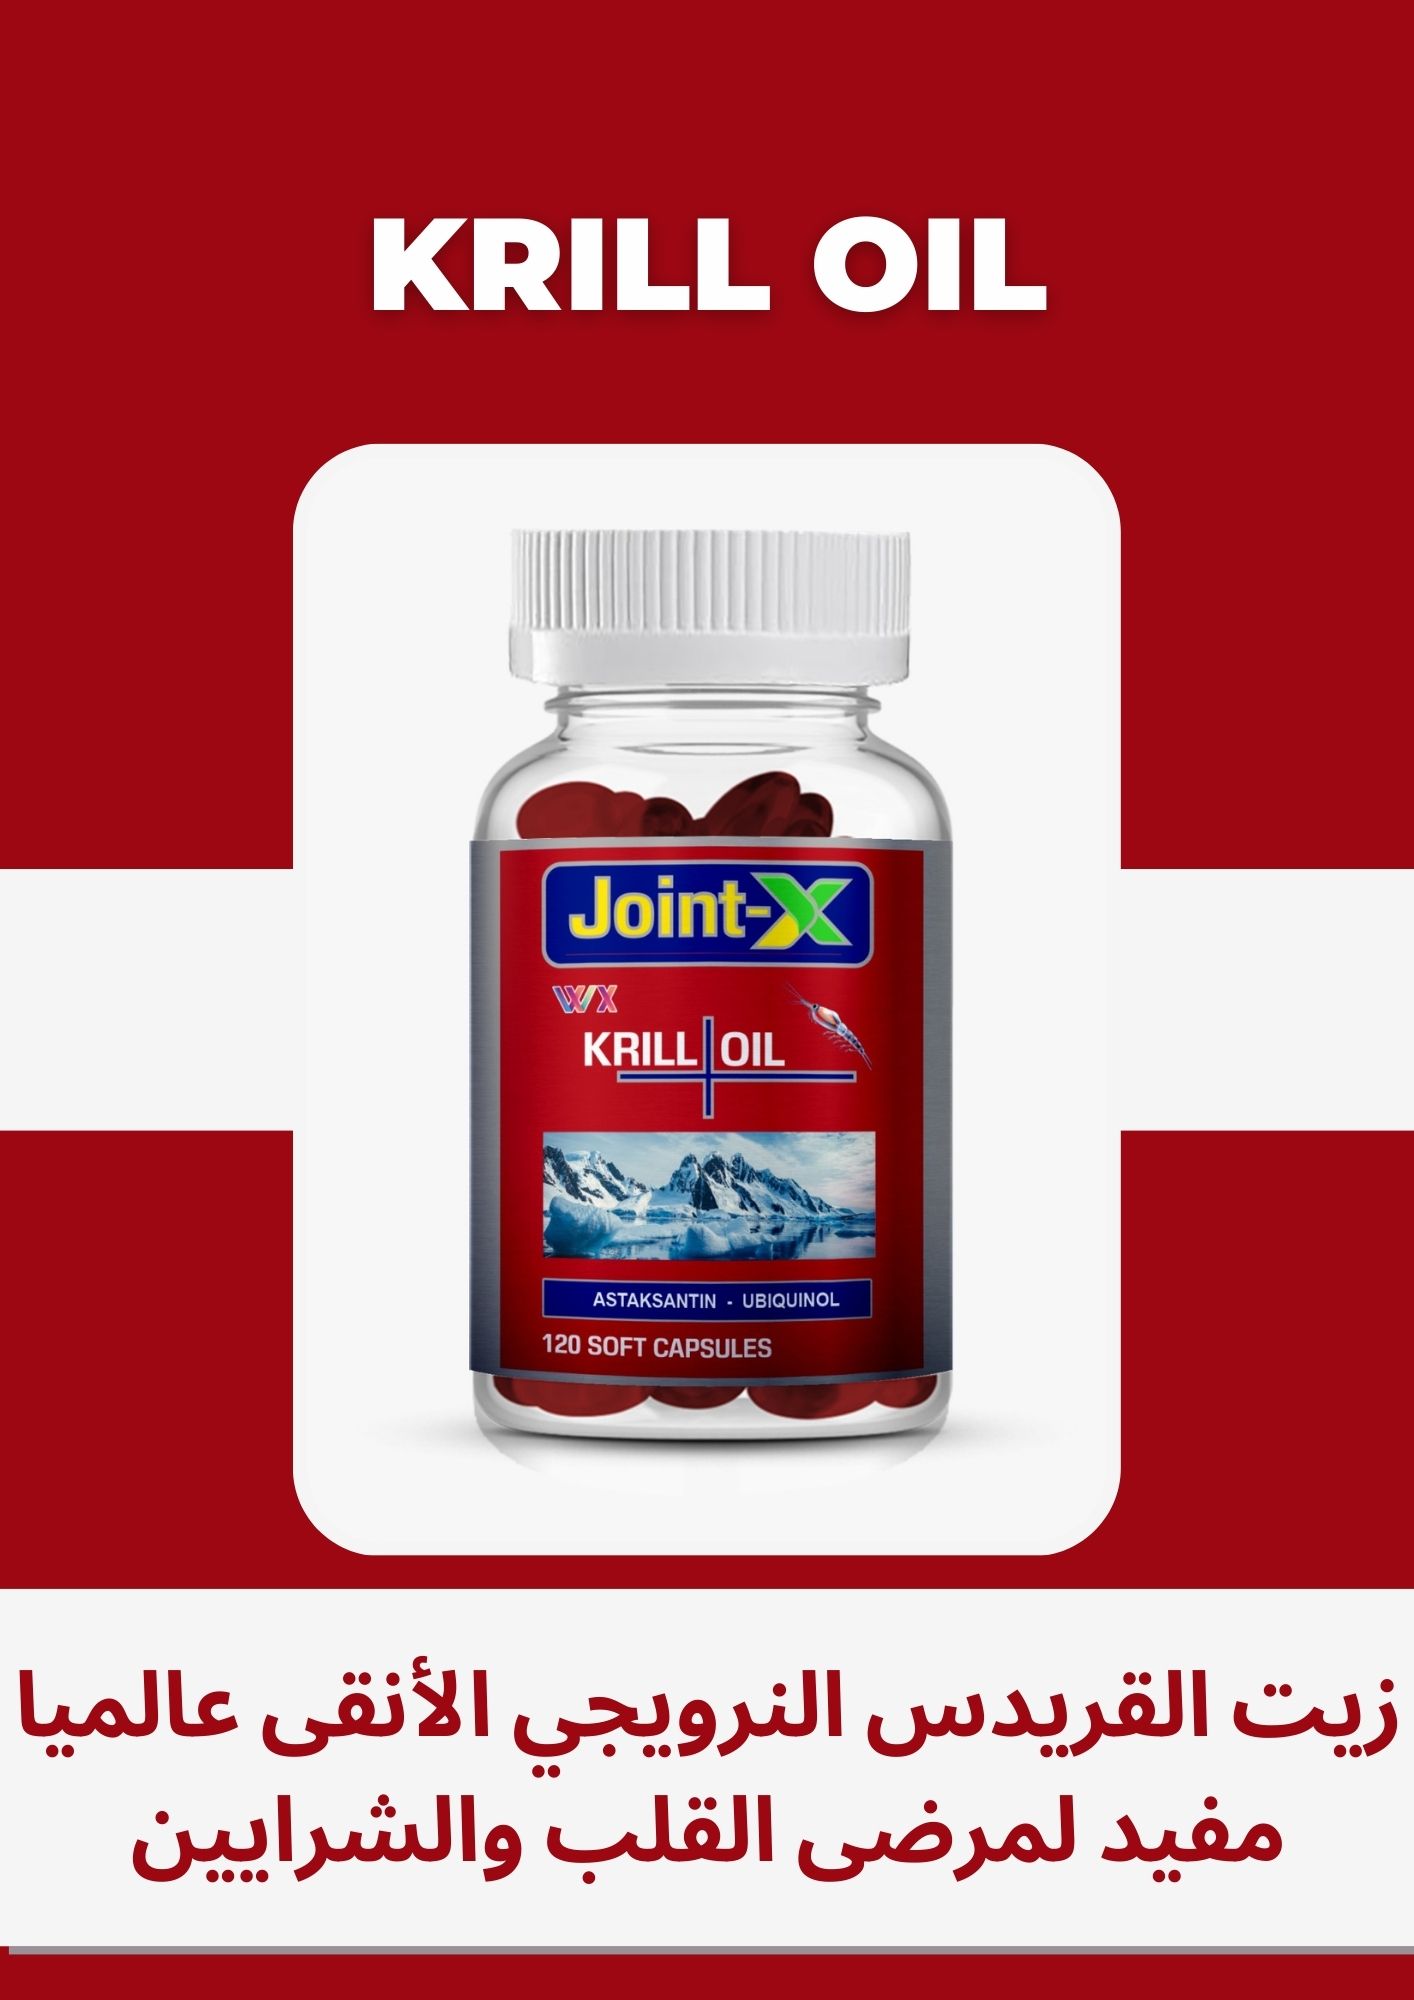 KRILL OIL
Joint-X
WX
KRILL OIL
ASTAKSANTIN - UBIQUINOL
120 SOFT CAPSULES
زيت القريدس النرويجي الأنقى عالميا
مفيد لمرضى القلب والشرايين